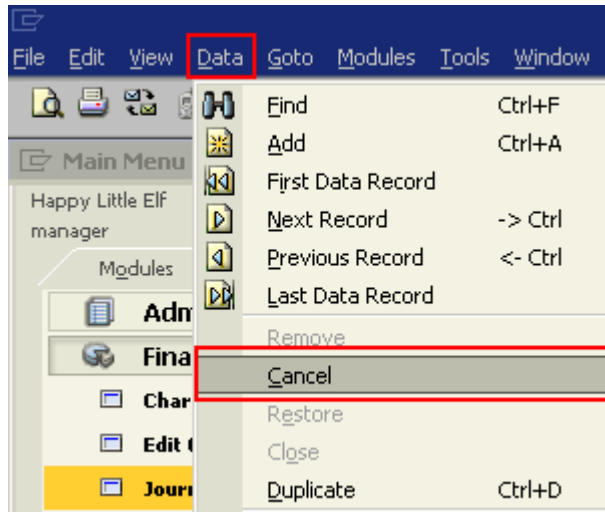 File Edit View Data Goto Modules Tools Window
Find Ctrl+F
Add Ctrl+A
First Data Record
Next Record -> Ctrl
Previous Record <- Ctrl
Last Data Record
Remove
Cancel
Restore
Close
Duplicate Ctrl+D
Main Menu
Happy Little Elf
manager
Modules